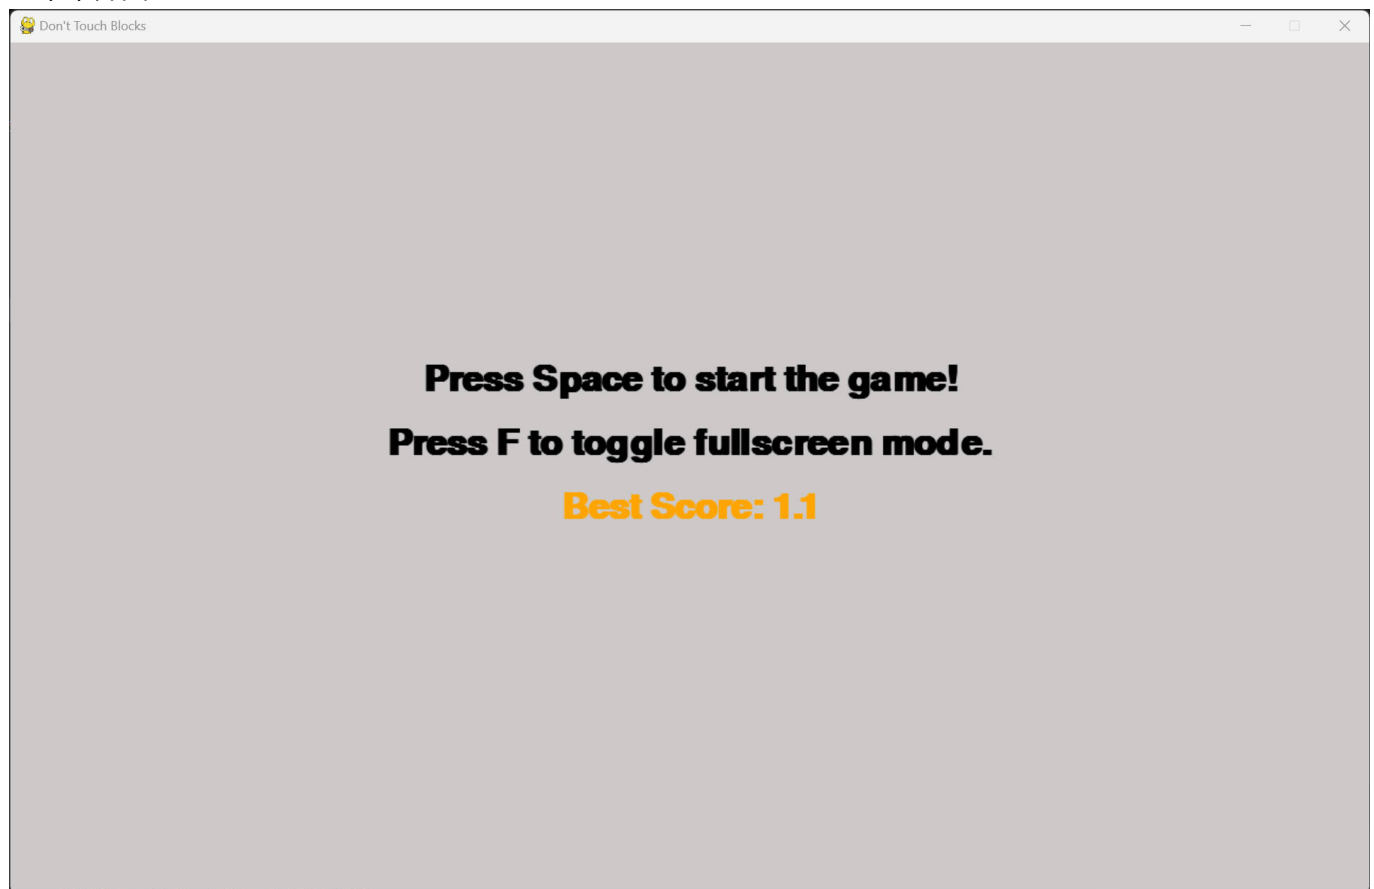 Don't Touch Blocks
Press Space to start the game!
Press F to toggle fullscreen mode.
Best Score: 1.1